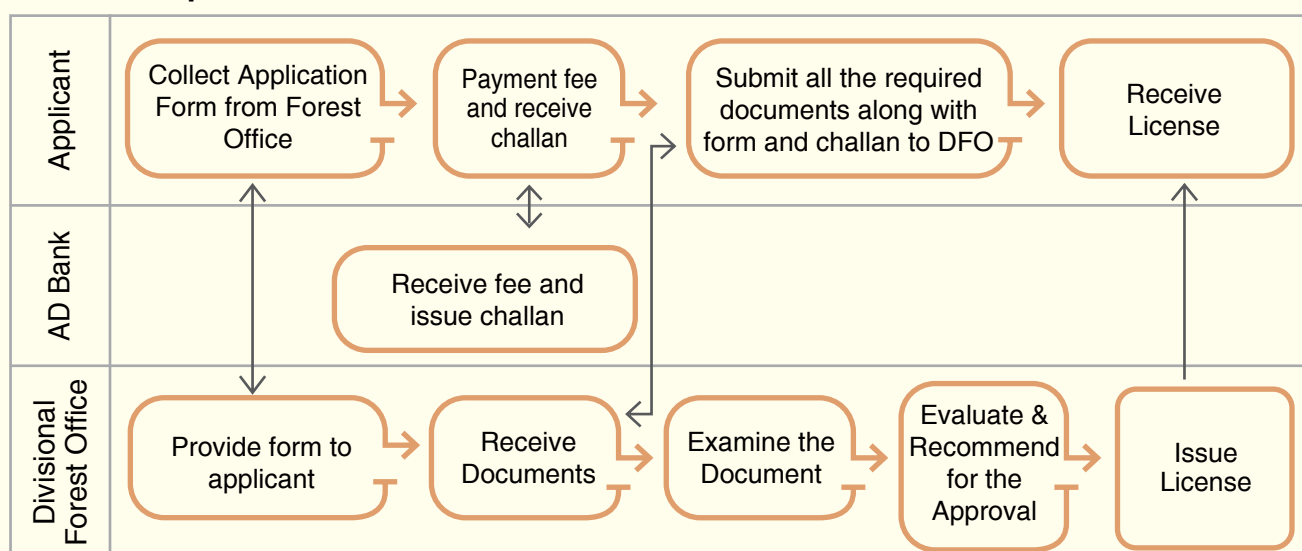 Applicant
Collect Application
Form from Forest
Office
Payment fee
and receive
challan
Submit all the required
documents along with
form and challan to DFO
Receive
License
AD Bank
Receive fee and
issue challan
Divisional
Forest Office
Provide form to
applicant
Receive
Documents
Examine the
Document
Evaluate &
Recommend
for the
Approval
Issue
License